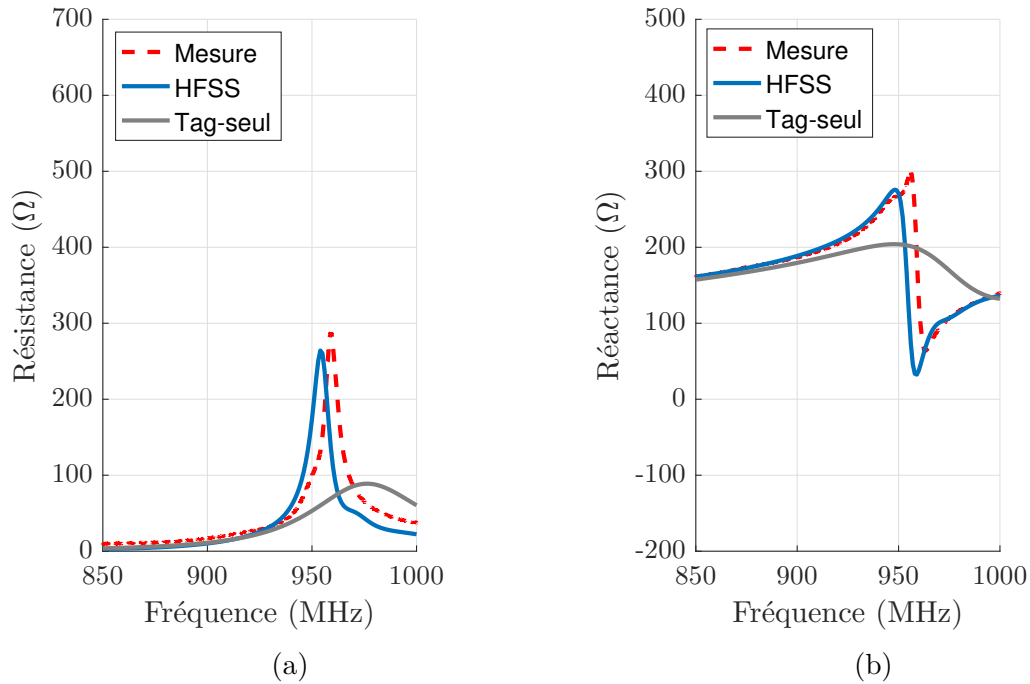 700
600
500
400
300
200
100
0
Résistance (Ω)
Mesure
HFSS
Tag-seul
850
900
950
1000
Fréquence (MHz)
(a)
500
400
300
200
100
0
-100
-200
Réactance (Ω)
Mesure
HFSS
Tag-seul
850
900
950
1000
Fréquence (MHz)
(b)